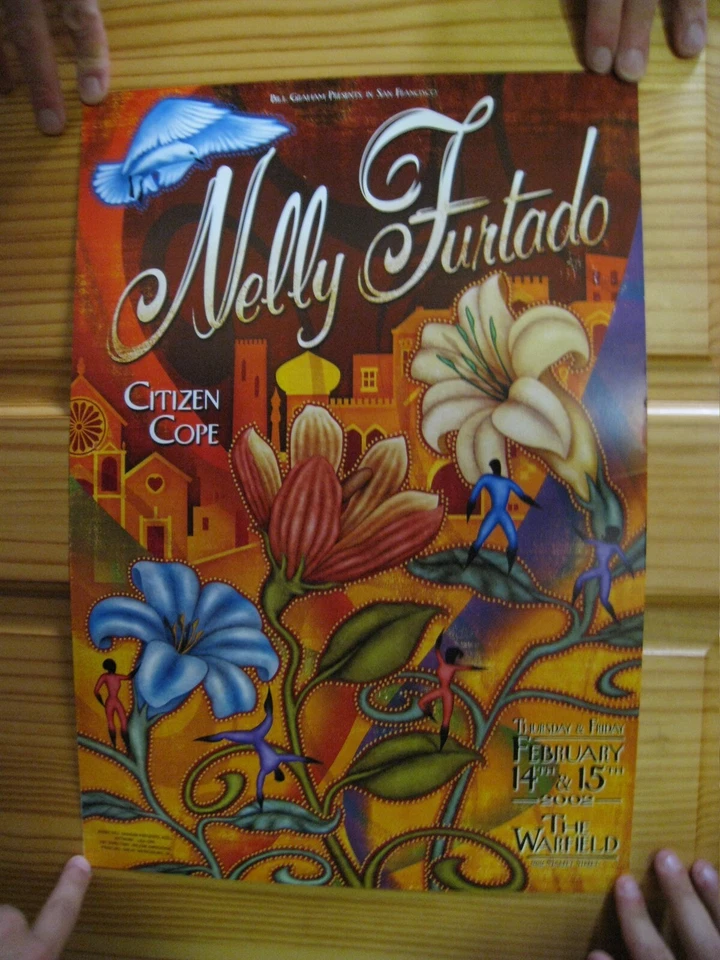 Bill Graham Presents in San Francisco
Nelly Furtado
Citizen
Cope
Thursday & Friday
February
14TH & 15TH
2002
The
Warfield